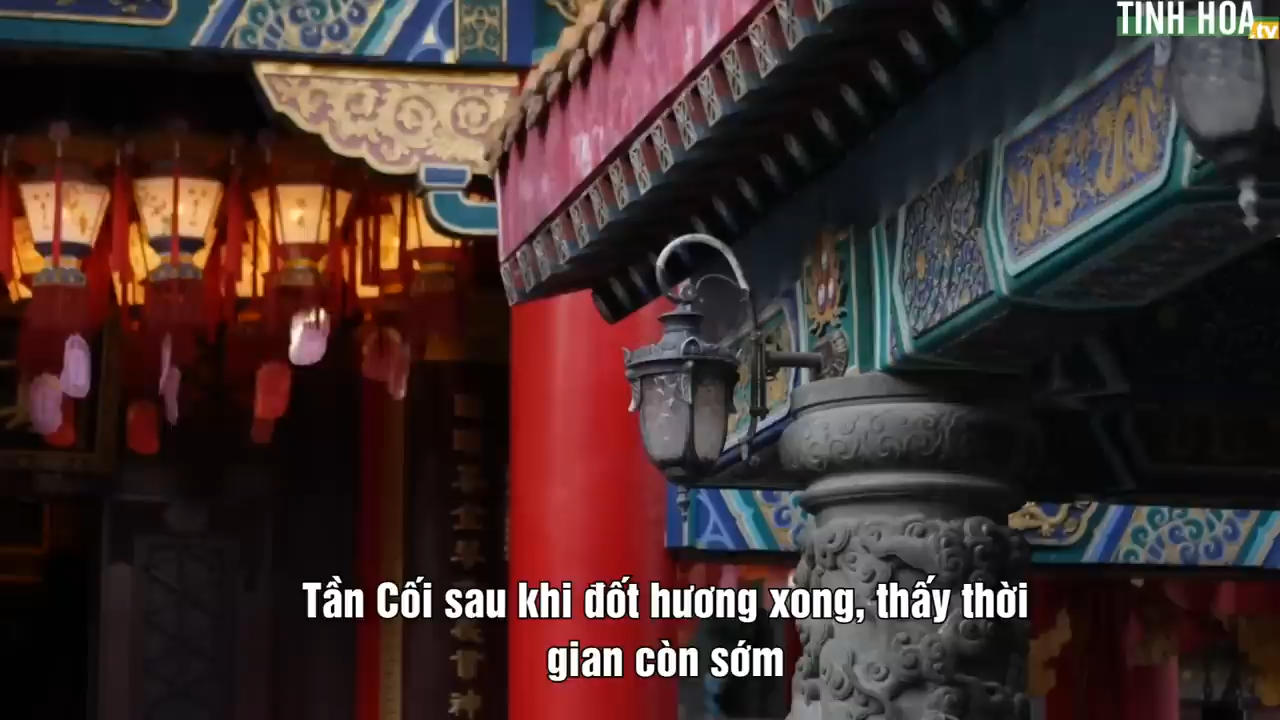 TINH HOA
.tv
Tần Cối sau khi đốt hương xong, thấy thời
gian còn sớm